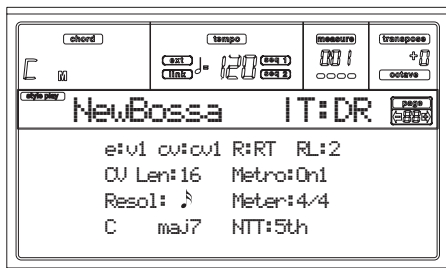 chord tempo measure transpose
C M ext link = 120 seq 1 seq 2 001 +0
octave
style play NewBossa IT:DR page
e:v1 cv:cv1 R:RT RL:2
CV Len:16 Metro:On1
Resol: ♪ Meter:4/4
C maj7 NTT:5th